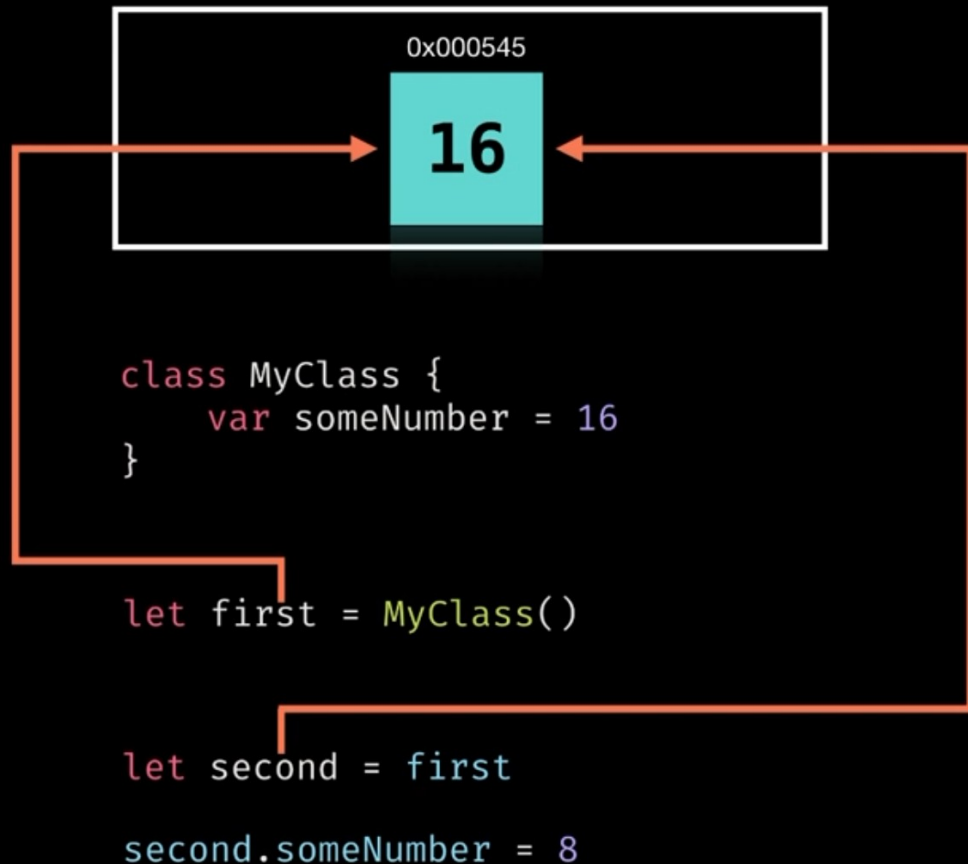 0x000545
16
class MyClass {
    var someNumber = 16
}
let first = MyClass()
let second = first
second.someNumber = 8